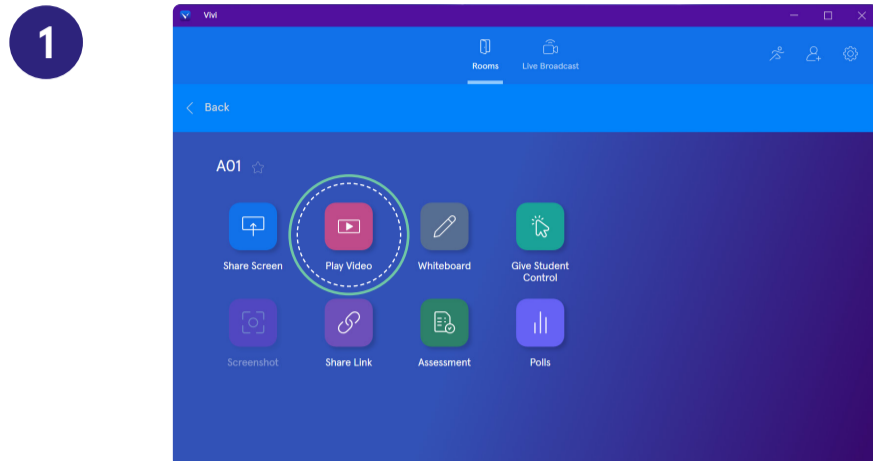 1
Vivi
Rooms
Live Broadcast
Back
A01
Share Screen
Play Video
Whiteboard
Give Student
Control
Screenshot
Share Link
Assessment
Polls